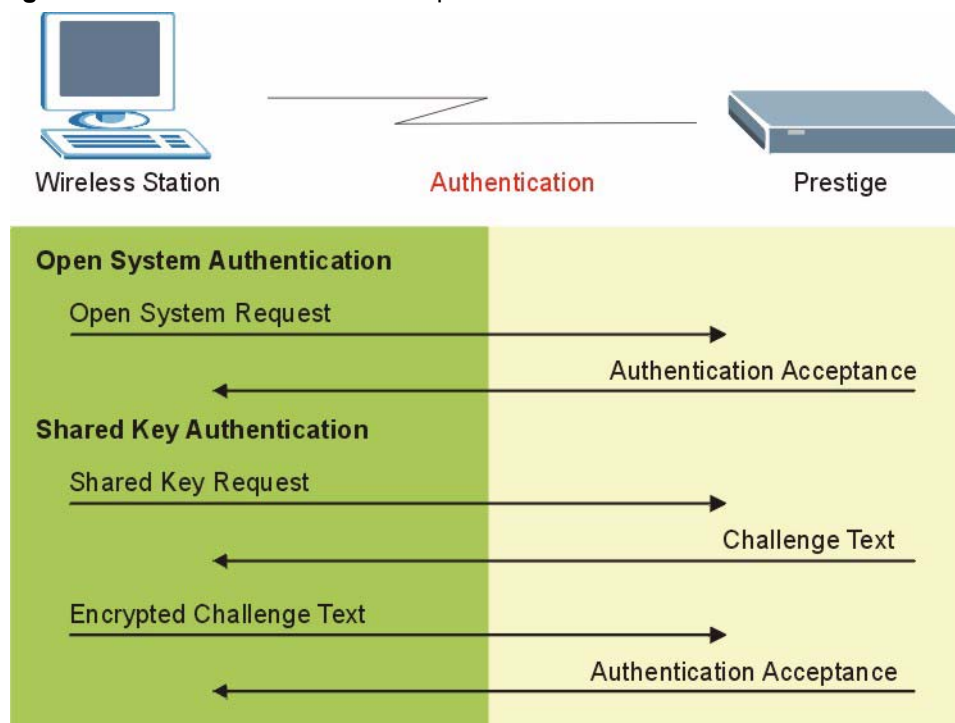 Wireless Station Authentication Prestige
Open System Authentication
Open System Request
Authentication Acceptance
Shared Key Authentication
Shared Key Request
Challenge Text
Encrypted Challenge Text
Authentication Acceptance